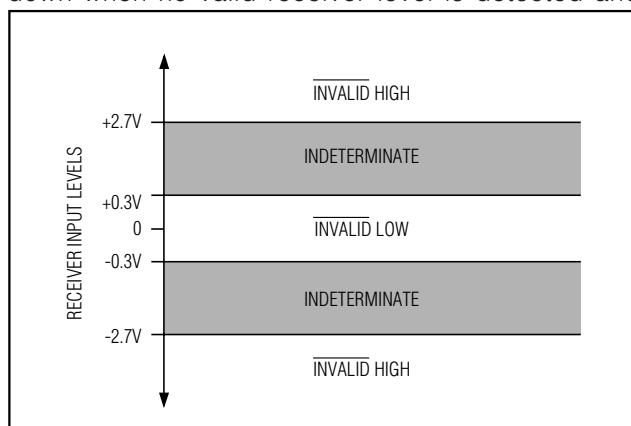 down when no valid receiver level is detected and
INVALID HIGH
+2.7V
INDETERMINATE
+0.3V
0
INVALID LOW
-0.3V
INDETERMINATE
-2.7V
INVALID HIGH
RECEIVER INPUT LEVELS